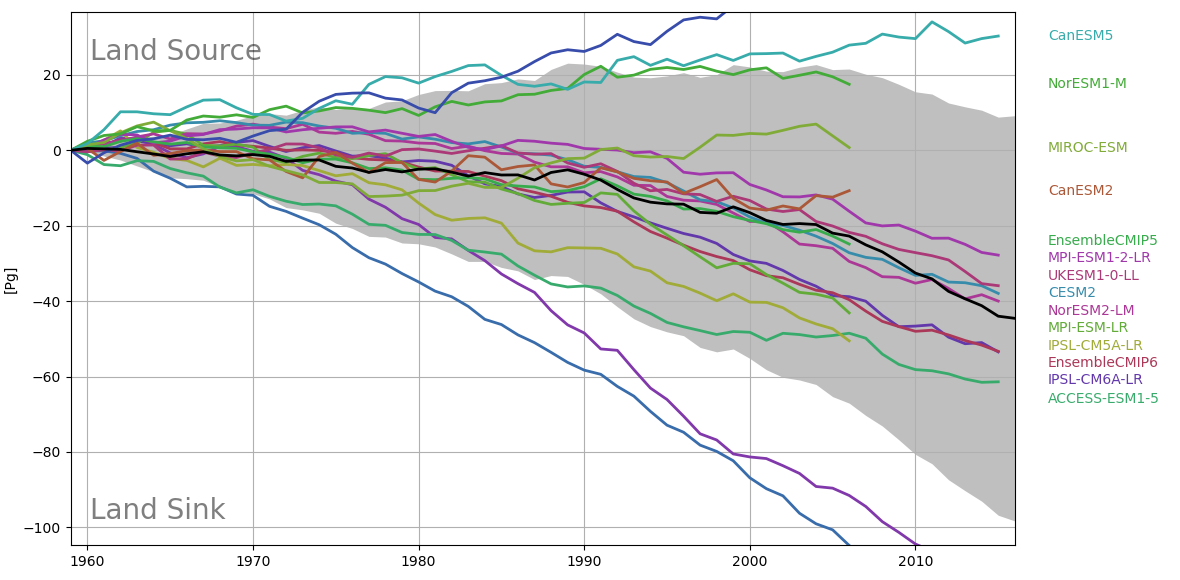 Land Source
Land Sink
[Pg]
20
0
−20
−40
−60
−80
−100
1960
1970
1980
1990
2000
2010
CanESM5
NorESM1-M
MIROC-ESM
CanESM2
EnsembleCMIP5
MPI-ESM1-2-LR
UKESM1-0-LL
CESM2
NorESM2-LM
MPI-ESM-LR
IPSL-CM5A-LR
EnsembleCMIP6
IPSL-CM6A-LR
ACCESS-ESM1-5